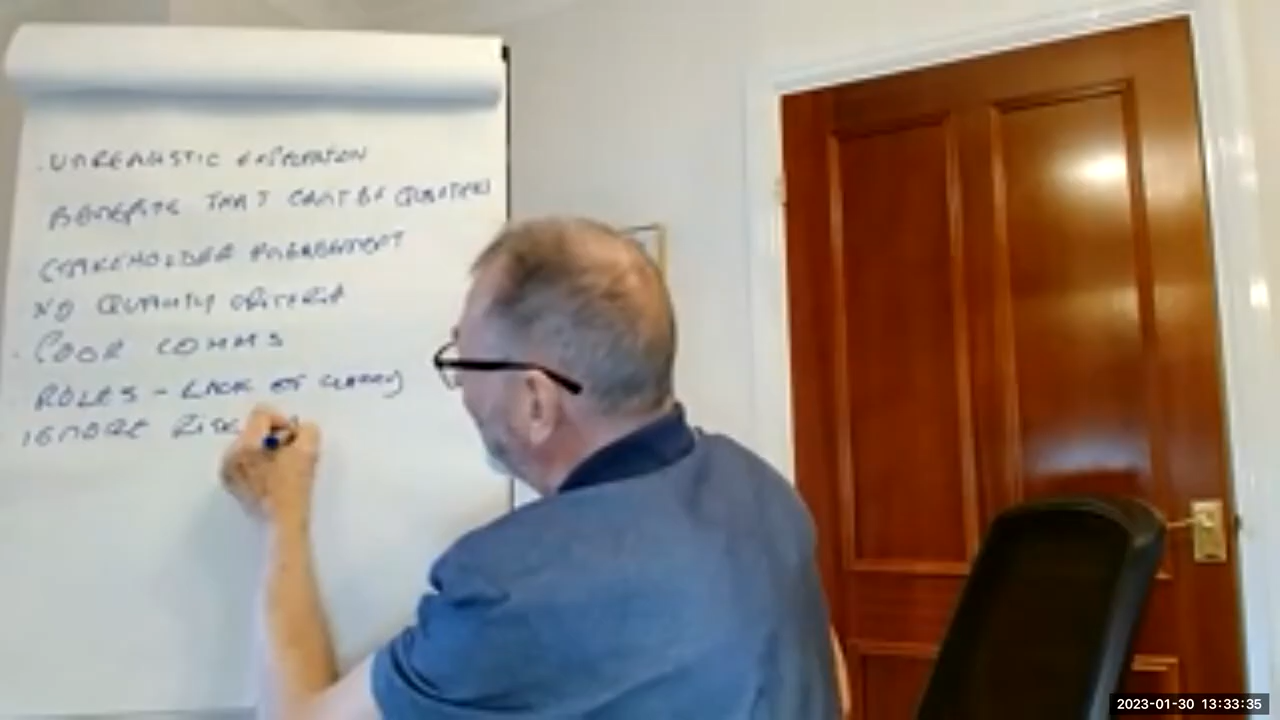 UNREALISTIC EXPECTATION
BENEFITS THAT CANT BE
STAKEHOLDER ENGAGEMENT
NO QUALITY CRITERIA
POOR COMMS
ROLES - LACK OF CLARITY
IGNORE RISK
2023-01-30 13:33:35